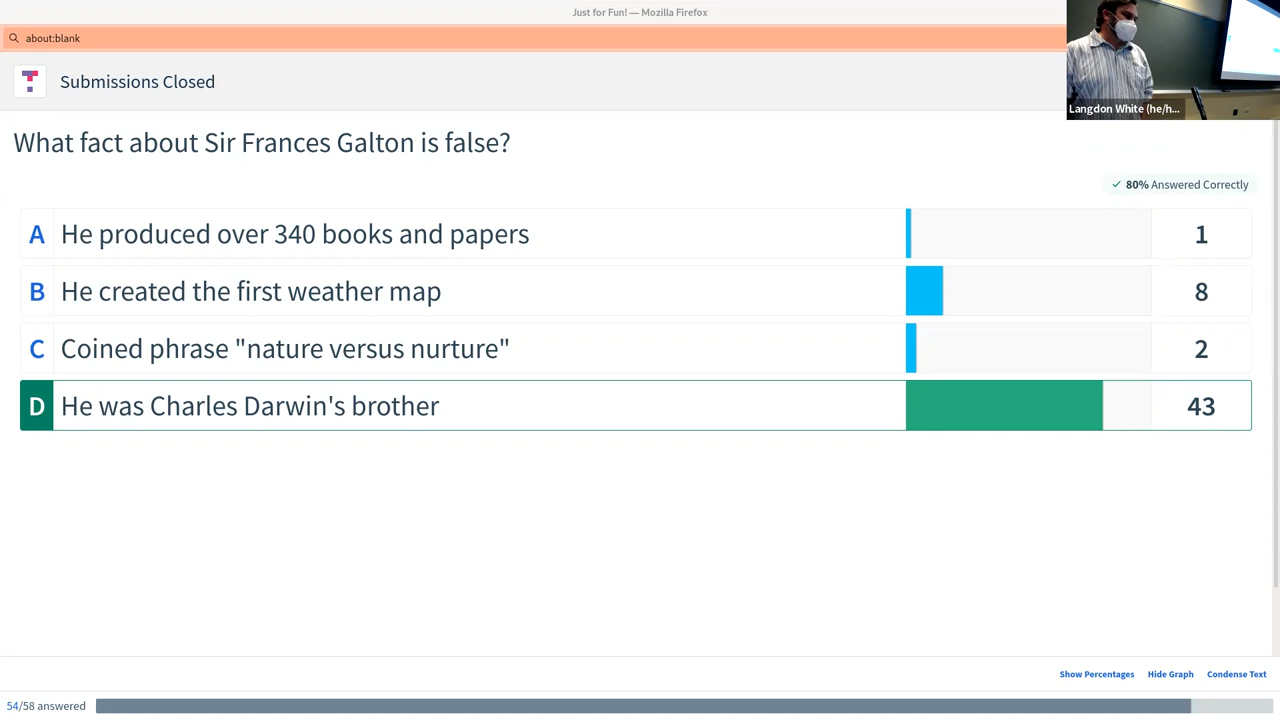 Just for Fun! — Mozilla Firefox
about:blank
Submissions Closed
Langdon White (he/h...
What fact about Sir Frances Galton is false?
✓ 80% Answered Correctly
A He produced over 340 books and papers 1
B He created the first weather map 8
C Coined phrase "nature versus nurture" 2
D He was Charles Darwin's brother 43
Show Percentages Hide Graph Condense Text
54/58 answered